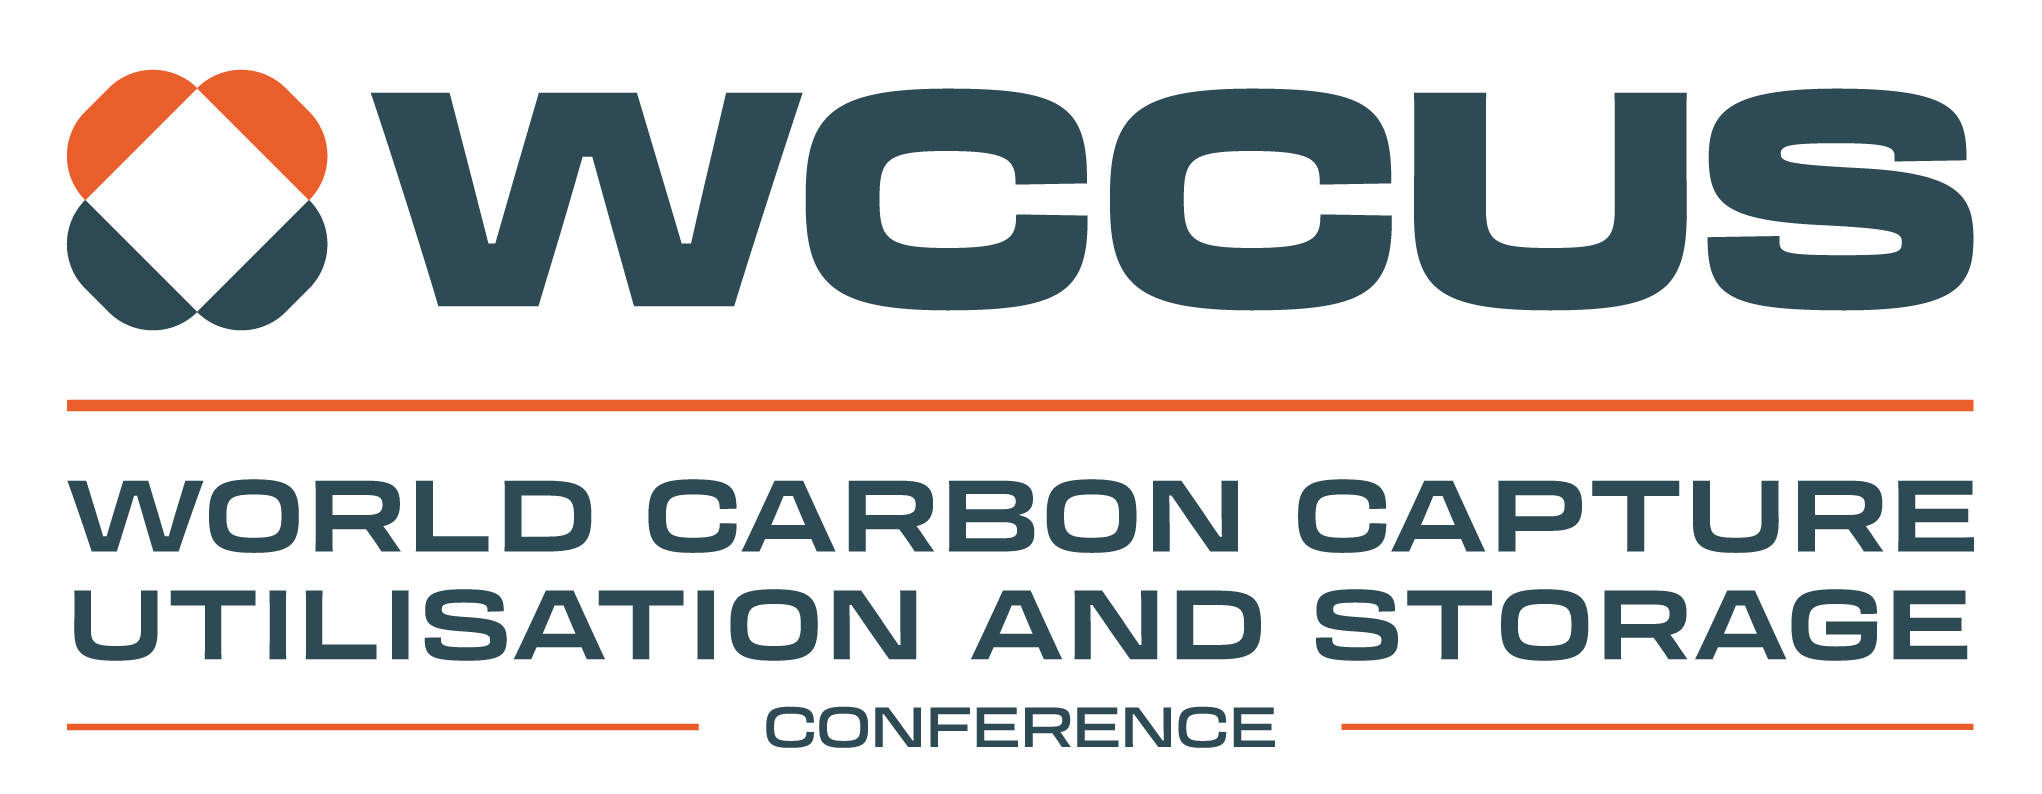 WCCUS
WORLD CARBON CAPTURE
UTILISATION AND STORAGE
CONFERENCE